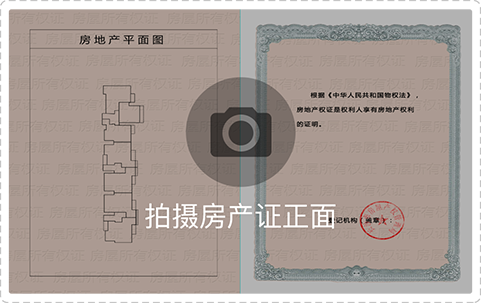 房地产平面图
根据《中华人民共和国物权法》,
房地产权证是权利人享有房地产权利
的证明。
登记机构(盖章):
拍摄房产证正面